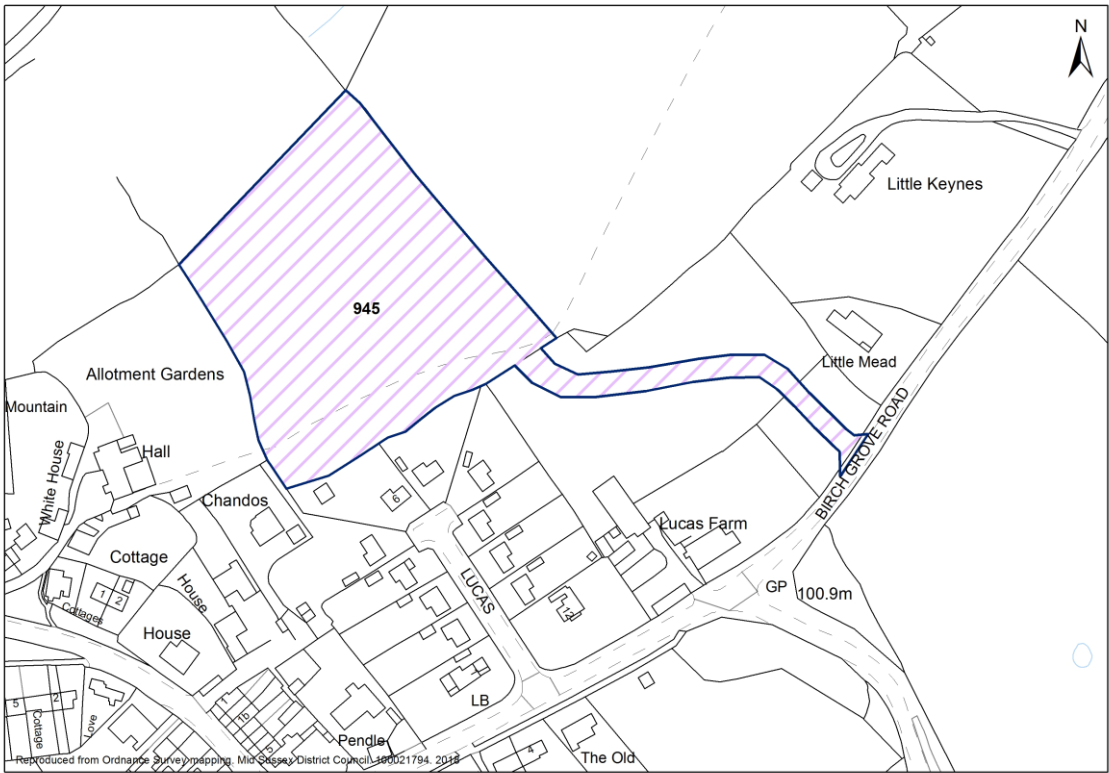 N
Little Keynes
945
Little Mead
Allotment Gardens
Mountain
BIRCH GROVE ROAD
White House
Hall
Chandos
6
Lucas Farm
Cottage
House
LUCAS
GP
100.9m
1
2
Cottages
12
House
1
LB
5
2
Cottage
Love
1
1b
5
Pendle
4
The Old
Reproduced from Ordnance Survey mapping. Mid Sussex District Council. 100021794. 2018